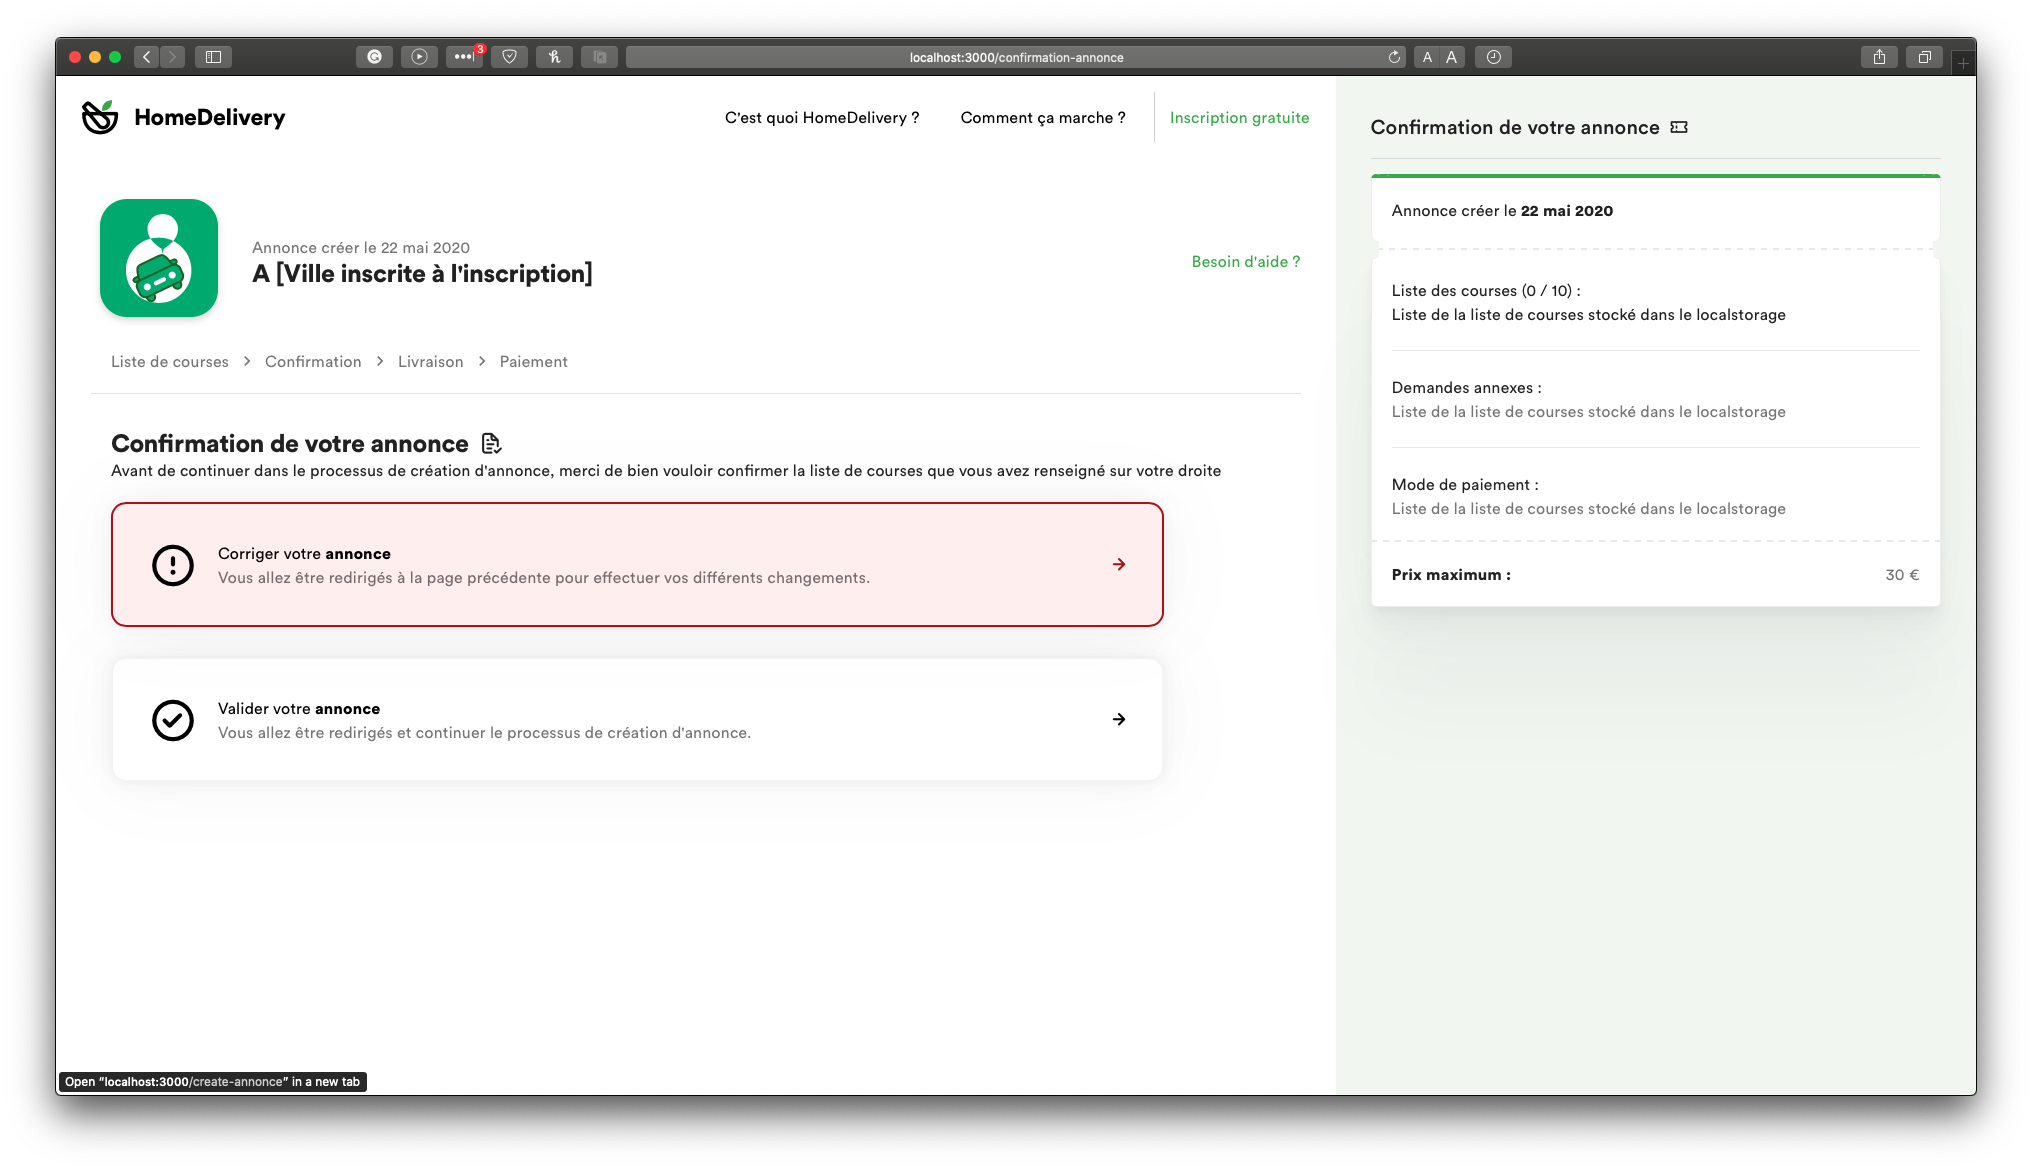 3
localhost:3000/confirmation-annonce
A A
HomeDelivery
C'est quoi HomeDelivery ?
Comment ça marche ?
Inscription gratuite
Annonce créer le 22 mai 2020
A [Ville inscrite à l'inscription]
Besoin d'aide ?
Liste de courses > Confirmation > Livraison > Paiement
Confirmation de votre annonce
Avant de continuer dans le processus de création d'annonce, merci de bien vouloir confirmer la liste de courses que vous avez renseigné sur votre droite
Corriger votre annonce
Vous allez être redirigés à la page précédente pour effectuer vos différents changements.
Valider votre annonce
Vous allez être redirigés et continuer le processus de création d'annonce.
Confirmation de votre annonce
Annonce créer le 22 mai 2020
Liste des courses (0 / 10) :
Liste de la liste de courses stocké dans le localstorage
Demandes annexes :
Liste de la liste de courses stocké dans le localstorage
Mode de paiement :
Liste de la liste de courses stocké dans le localstorage
Prix maximum : 30 €
Open "localhost:3000/create-annonce" in a new tab